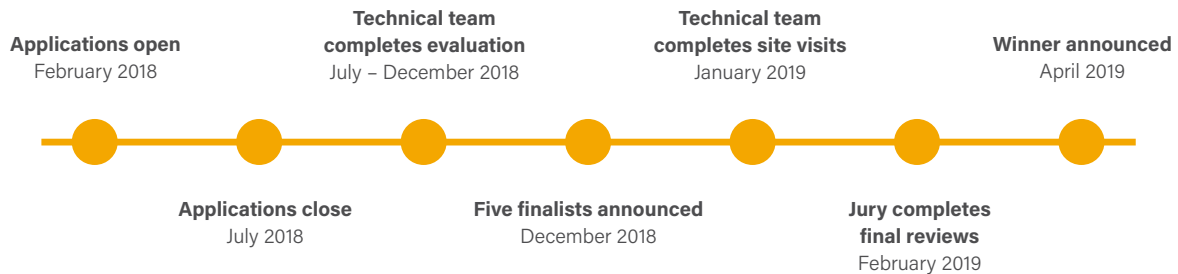 Applications open
February 2018
Applications close
July 2018
Technical team
completes evaluation
July – December 2018
Five finalists announced
December 2018
Technical team
completes site visits
January 2019
Jury completes
final reviews
February 2019
Winner announced
April 2019